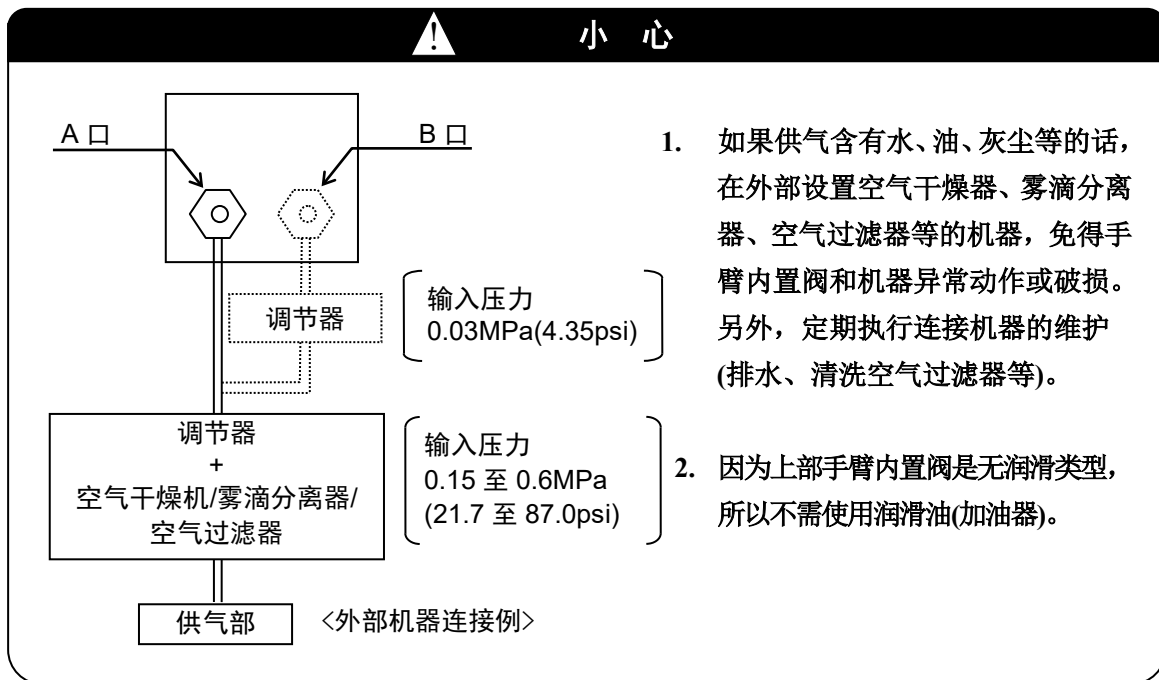 小 心
A 口
B 口
调节器
输入压力
0.03MPa(4.35psi)
调节器
+
空气干燥机/雾滴分离器/
空气过滤器
输入压力
0.15 至 0.6MPa
(21.7 至 87.0psi)
供气部
<外部机器连接例>
1. 如果供气含有水、油、灰尘等的话，
在外部设置空气干燥器、雾滴分离
器、空气过滤器等的机器，免得手
臂内置阀和机器异常动作或破损。
另外，定期执行连接机器的维护
(排水、清洗空气过滤器等)。
2. 因为上部手臂内置阀是无润滑类型，
所以不需使用润滑油(加油器)。